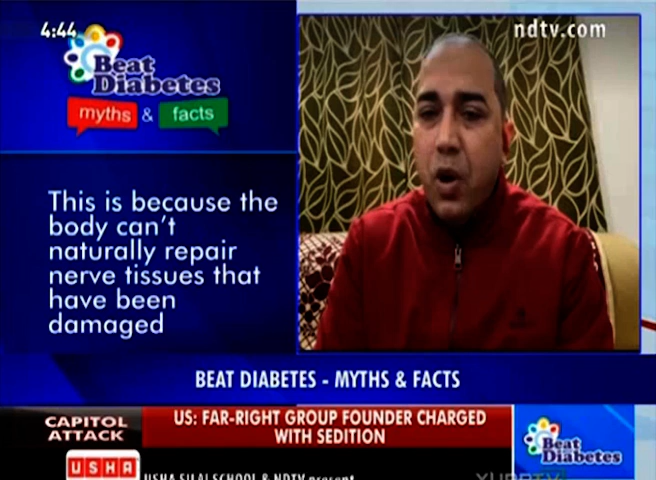 4:44
ndtv.com
Beat
Diabetes
myths & facts
This is because the
body can't
naturally repair
nerve tissues that
have been
damaged
BEAT DIABETES - MYTHS & FACTS
CAPITOL
ATTACK
US: FAR-RIGHT GROUP FOUNDER CHARGED
WITH SEDITION
Beat
Diabetes
USHA
USHA SILAI SCHOOL & NDTV present
YUPPTV